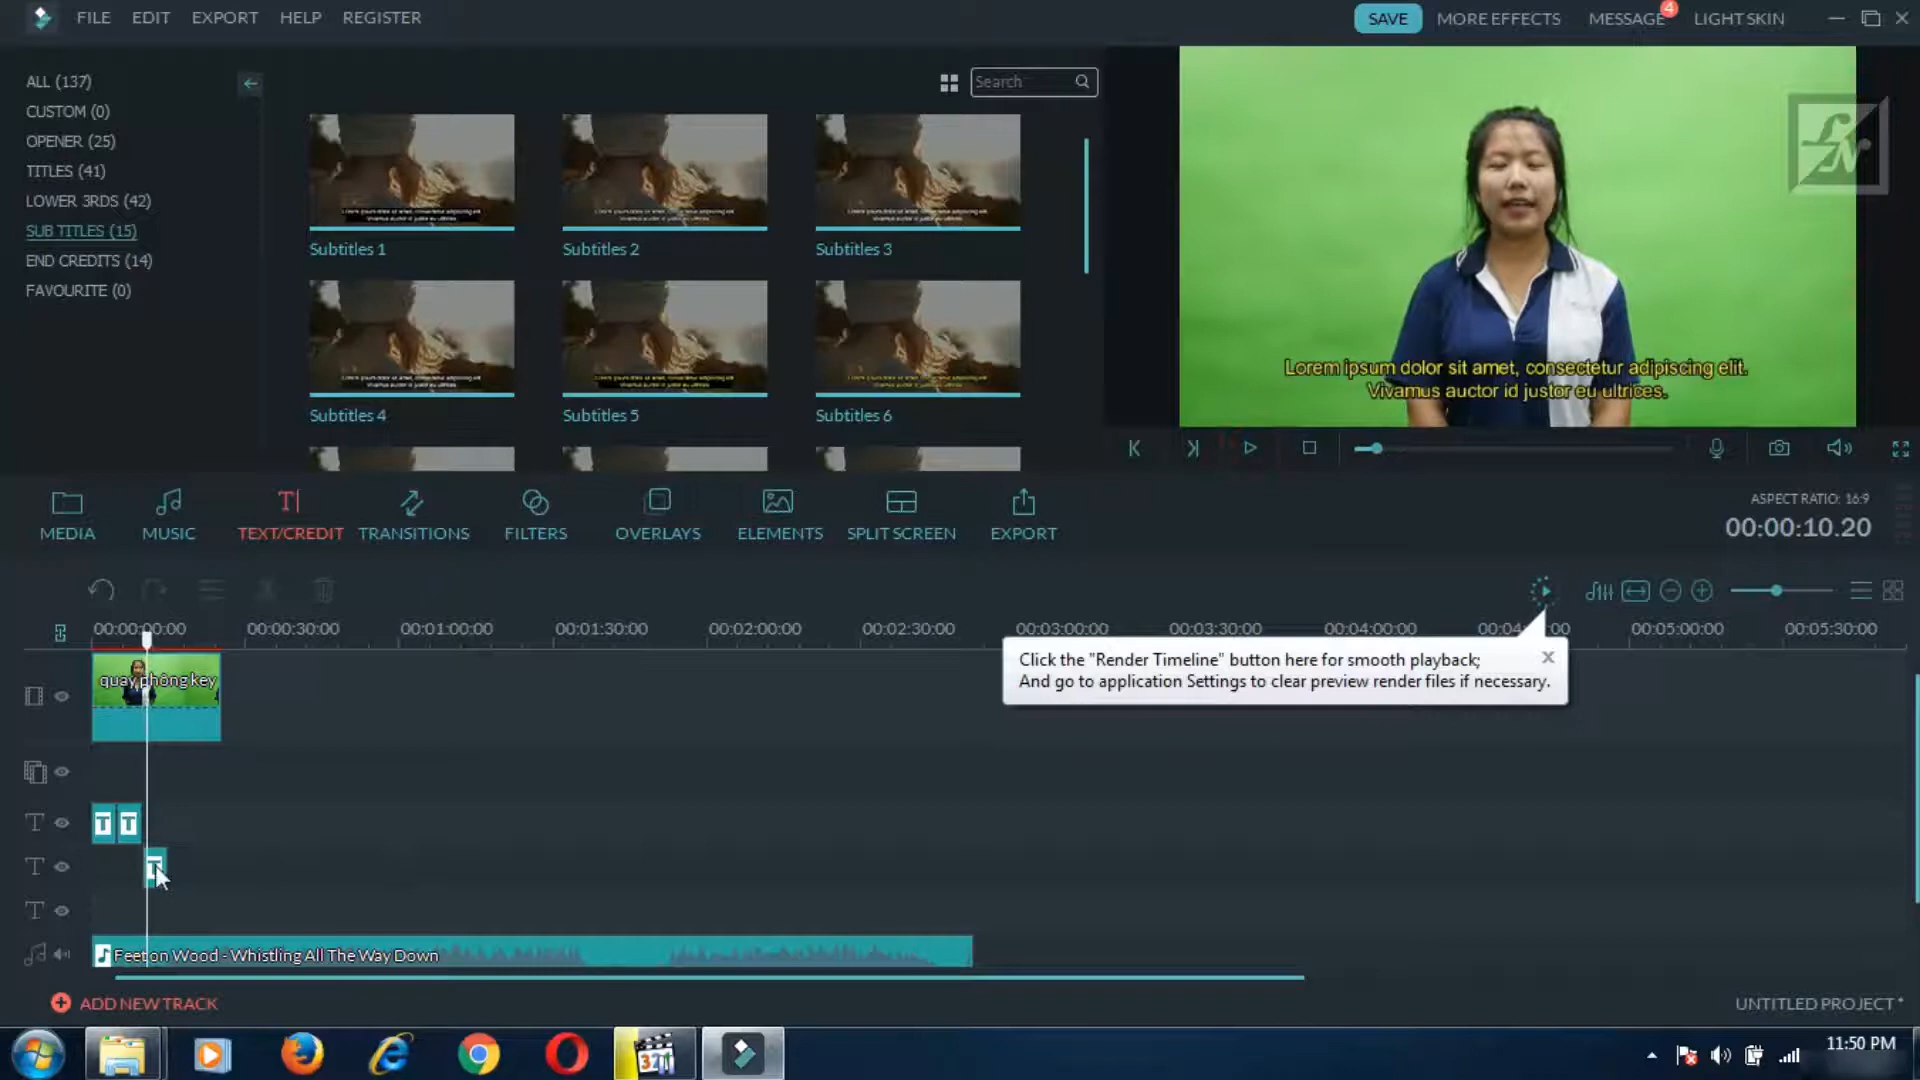 FILE EDIT EXPORT HELP REGISTER SAVE MORE EFFECTS MESSAGE 4 LIGHT SKIN
ALL (137)
CUSTOM (0)
OPENER (25)
TITLES (41)
LOWER 3RDS (42)
SUB TITLES (15)
END CREDITS (14)
FAVOURITE (0)
Search
Subtitles 1 Subtitles 2 Subtitles 3
Subtitles 4 Subtitles 5 Subtitles 6
Lorem ipsum dolor sit amet, consectetur adipiscing elit.
Vivamus auctor id justor eu ultrices.
MEDIA MUSIC TEXT/CREDIT TRANSITIONS FILTERS OVERLAYS ELEMENTS SPLIT SCREEN EXPORT
ASPECT RATIO: 16:9
00:00:10.20
00:00:00:00 00:00:30:00 00:01:00:00 00:01:30:00 00:02:00:00 00:02:30:00 00:03:00:00 00:03:30:00 00:04:00:00 00:05:00:00 00:05:30:00
Click the "Render Timeline" button here for smooth playback;
And go to application Settings to clear preview render files if necessary.
quay phông key
Feet on Wood - Whistling All The Way Down
ADD NEW TRACK
UNTITLED PROJECT *
321
11:50 PM